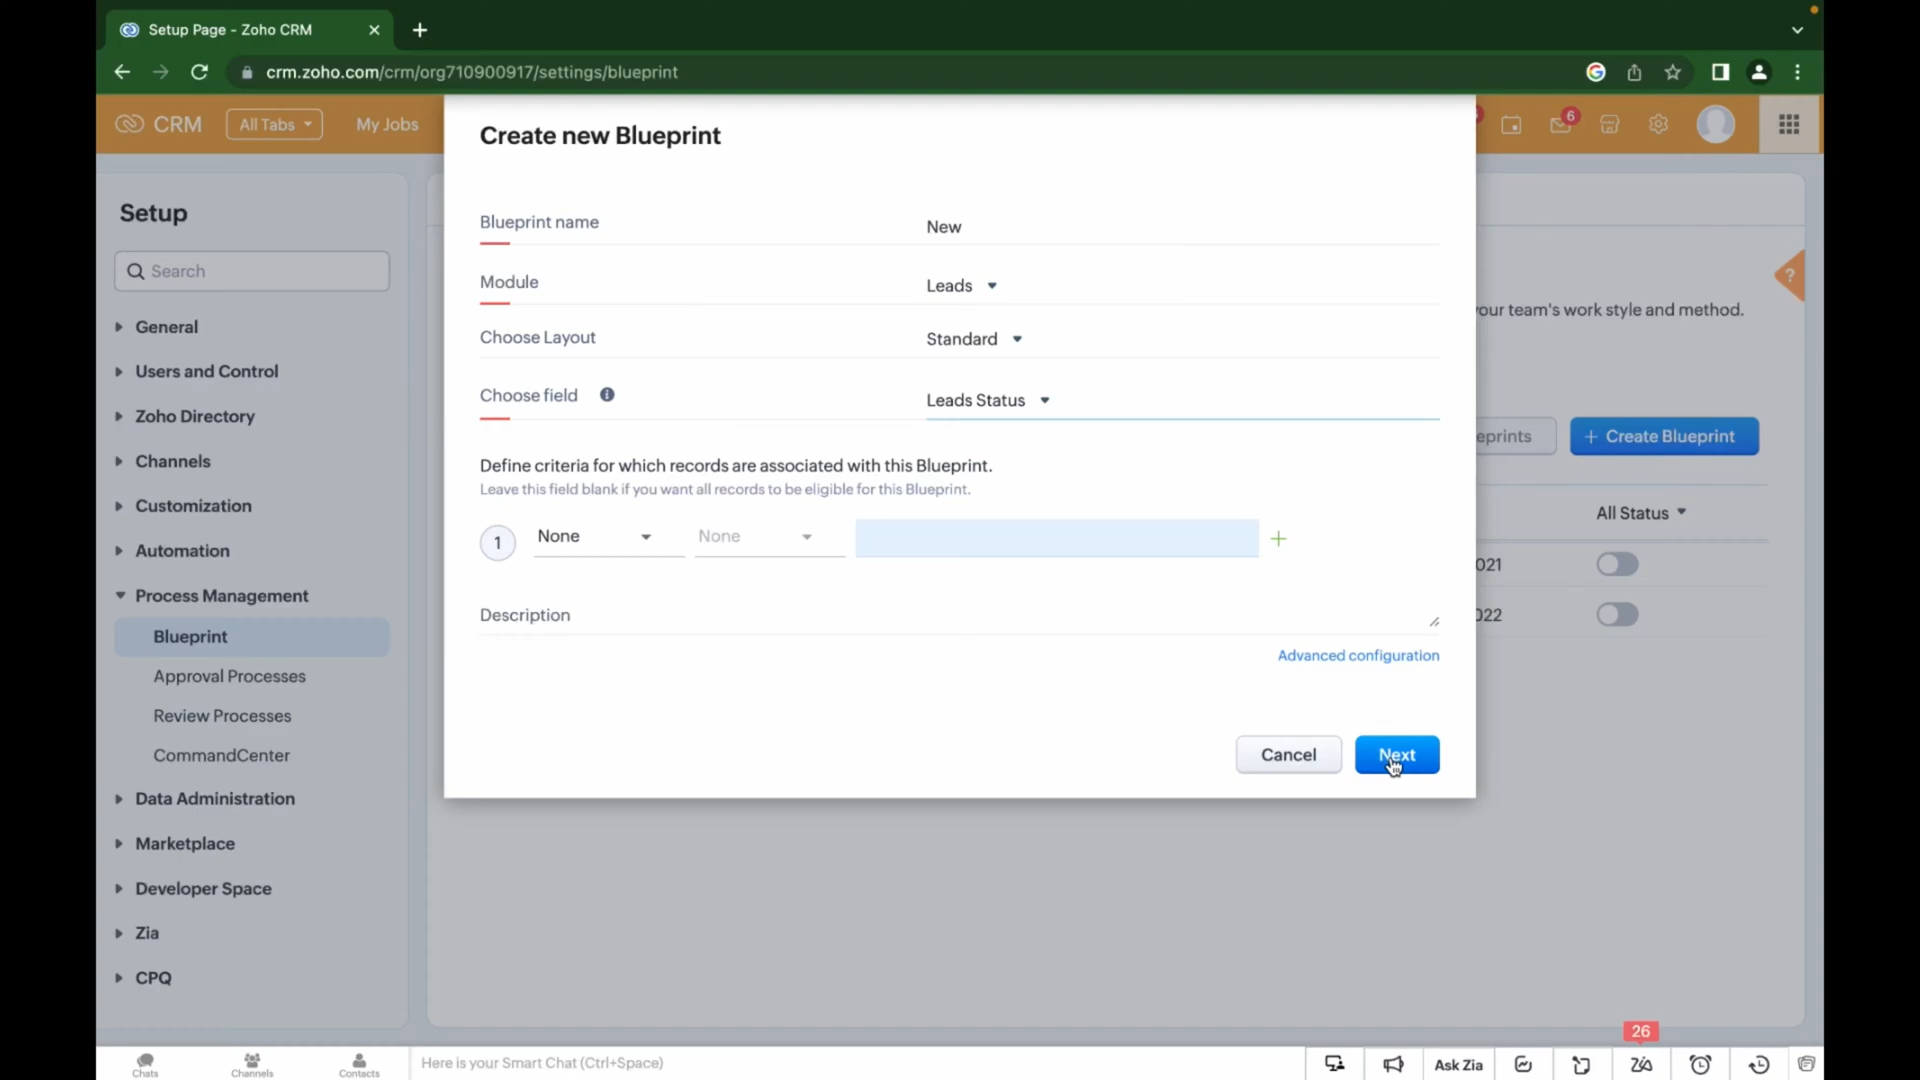 Setup Page - Zoho CRM
crm.zoho.com/crm/org710900917/settings/blueprint
CRM
All Tabs
My Jobs
6
Create new Blueprint
Blueprint name
New
Module
Leads
Choose Layout
Standard
Choose field
Leads Status
Define criteria for which records are associated with this Blueprint.
Leave this field blank if you want all records to be eligible for this Blueprint.
1
None
None
Description
Advanced configuration
Cancel
Next
Setup
Search
General
Users and Control
Zoho Directory
Channels
Customization
Automation
Process Management
Blueprint
Approval Processes
Review Processes
CommandCenter
Data Administration
Marketplace
Developer Space
Zia
CPQ
?
your team's work style and method.
eprints
+ Create Blueprint
All Status
021
022
26
Chats
Channels
Contacts
Here is your Smart Chat (Ctrl+Space)
Ask Zia